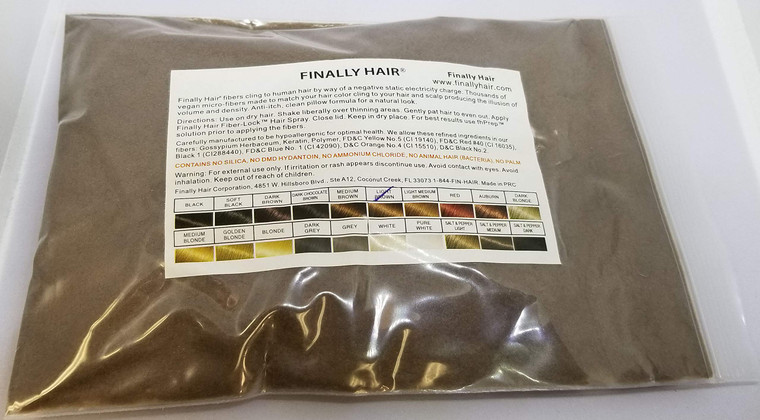 FINALLY HAIR®
Finally Hair
www.finallyhair.com
Finally Hair® fibers cling to human hair by way of a negative static electricity charge. Thousands of
vegan micro-fibers made to match your hair color cling to your hair and scalp producing the illusion of
volume and density. Anti-itch, clean pillow formula for a natural look.
Directions: Use on dry hair. Shake liberally over thinning areas. Gently pat hair to even out. Apply
Finally Hair Fiber-Lock™ Hair Spray. Close lid. Keep in dry place. For best results use thPrep™
solution prior to applying the fibers.
Carefully manufactured to be hypoallergenic for optimal health. We allow these refined ingredients in our
fibers: Gossypium Herbaceum, Keratin, Polymer, FD&C Yellow No.5 (CI 19140), FD&C Red #40 (CI 16035),
Black 1 (CI288440), FD&C Blue No. 1 (CI 42090), D&C Orange No 4 (CI 15510), D&C Black No.2.
CONTAINS NO SILICA, NO DMD HYDANTOIN, NO AMMONIUM CHLORIDE, NO ANIMAL HAIR (BACTERIA) NO PALM
Warning: For external use only. If irritation or rash appears discontinue use. Avoid contact with eyes. Avoid
inhalation. Keep out of reach of children.
Finally Hair Corporation, 4851 W. Hillsboro Blvd., Ste A12, Coconut Creek, FL 33073 1-844-FIN-HAIR, Made in PRC
BLACK SOFT BLACK DARK BROWN DARK CHOCOLATE BROWN MEDIUM BROWN LIGHT BROWN LIGHT MEDIUM BROWN RED AUBURN DARK BLONDE
MEDIUM BLONDE GOLDEN BLONDE BLONDE DARK GREY GREY WHITE PURE WHITE SALT & PEPPER LIGHT SALT & PEPPER MEDIUM SALT & PEPPER DARK